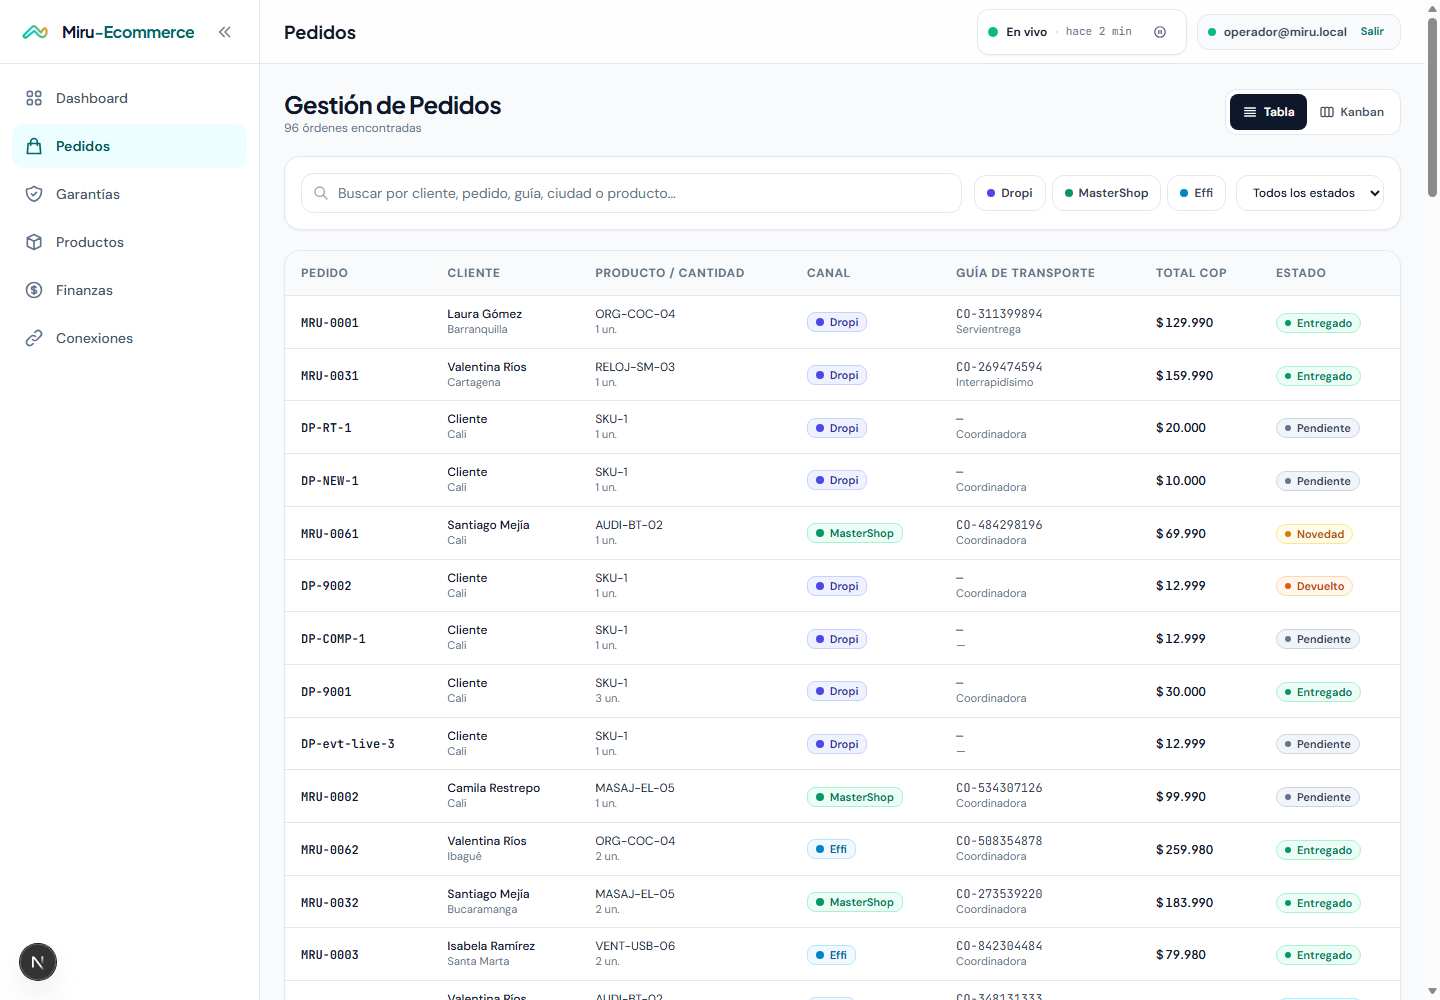 Miru-Ecommerce
Dashboard
Pedidos
Garantías
Productos
Finanzas
Conexiones
N
Pedidos
En vivo · hace 2 min
operador@miru.local Salir
Gestión de Pedidos
96 órdenes encontradas
Tabla Kanban
Buscar por cliente, pedido, guía, ciudad o producto... Dropi MasterShop Effi Todos los estados
PEDIDO CLIENTE PRODUCTO / CANTIDAD CANAL GUÍA DE TRANSPORTE TOTAL COP ESTADO
MRU-0001 Laura Gómez ORG-COC-04 Dropi CO-311399894 $ 129.990 Entregado
Barranquilla 1 un. Servientrega
MRU-0031 Valentina Ríos RELOJ-SM-03 Dropi CO-269474594 $ 159.990 Entregado
Cartagena 1 un. Interrapidísimo
DP-RT-1 Cliente SKU-1 Dropi — $ 20.000 Pendiente
Cali 1 un. Coordinadora
DP-NEW-1 Cliente SKU-1 Dropi — $ 10.000 Pendiente
Cali 1 un. Coordinadora
MRU-0061 Santiago Mejía AUDI-BT-02 MasterShop CO-484298196 $ 69.990 Novedad
Cali 1 un. Coordinadora
DP-9002 Cliente SKU-1 Dropi — $ 12.999 Devuelto
Cali 1 un. Coordinadora
DP-COMP-1 Cliente SKU-1 Dropi — $ 12.999 Pendiente
Cali 1 un. —
DP-9001 Cliente SKU-1 Dropi — $ 30.000 Entregado
Cali 3 un. Coordinadora
DP-evt-live-3 Cliente SKU-1 Dropi — $ 12.999 Pendiente
Cali 1 un. —
MRU-0002 Camila Restrepo MASAJ-EL-05 MasterShop CO-534307126 $ 99.990 Pendiente
Cali 1 un. Coordinadora
MRU-0062 Valentina Ríos ORG-COC-04 Effi CO-508354878 $ 259.980 Entregado
Ibagué 2 un. Coordinadora
MRU-0032 Santiago Mejía MASAJ-EL-05 MasterShop CO-273539220 $ 183.990 Entregado
Bucaramanga 2 un. Coordinadora
MRU-0003 Isabela Ramírez VENT-USB-06 Effi CO-842304484 $ 79.980 Entregado
Santa Marta 2 un. Coordinadora
Valentina Ríos AUDI-BT-02 CO-348131333